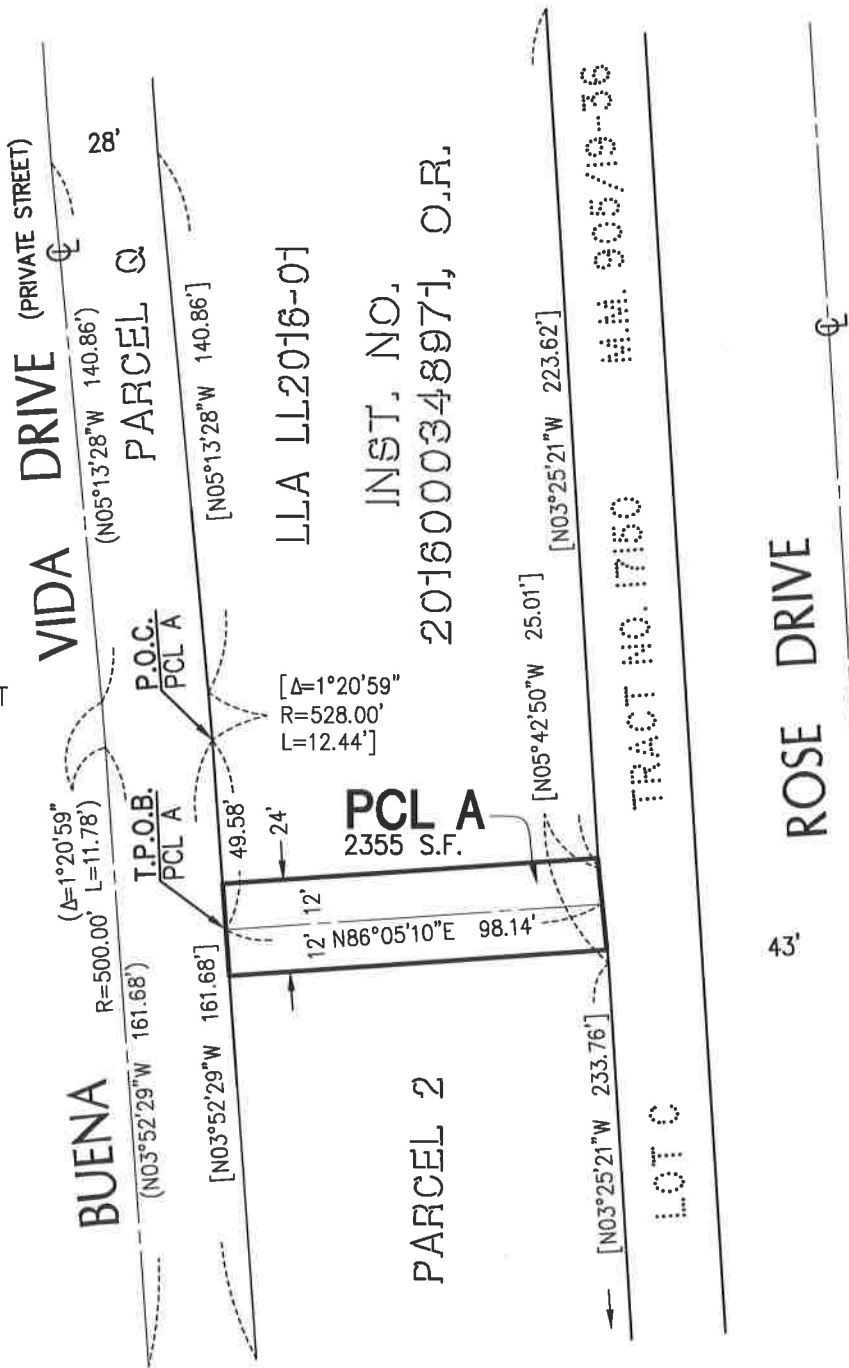 BUENA VIDA DRIVE (PRIVATE STREET)
℄
28'
(N03°52'29"W 161.68')
(Δ=1°20'59"
R=500.00' L=11.78')
(N05°13'28"W 140.86')
PARCEL Q
T
T.P.O.B.
PCL A
P.O.C.
PCL A
[N03°52'29"W 161.68']
49.58'
[N05°13'28"W 140.86']
[Δ=1°20'59"
R=528.00'
L=12.44']
24'
12' 12'
N86°05'10"E 98.14'
PCL A
2355 S.F.
LLA LL2016-01
INST. NO.
2016000348971, O.R.
PARCEL 2
[N05°42'50"W 25.01']
[N03°25'21"W 233.76']
[N03°25'21"W 223.62']
LOT C
TRACT NO. 17150
M.M. 905/19-36
43'
ROSE DRIVE
℄